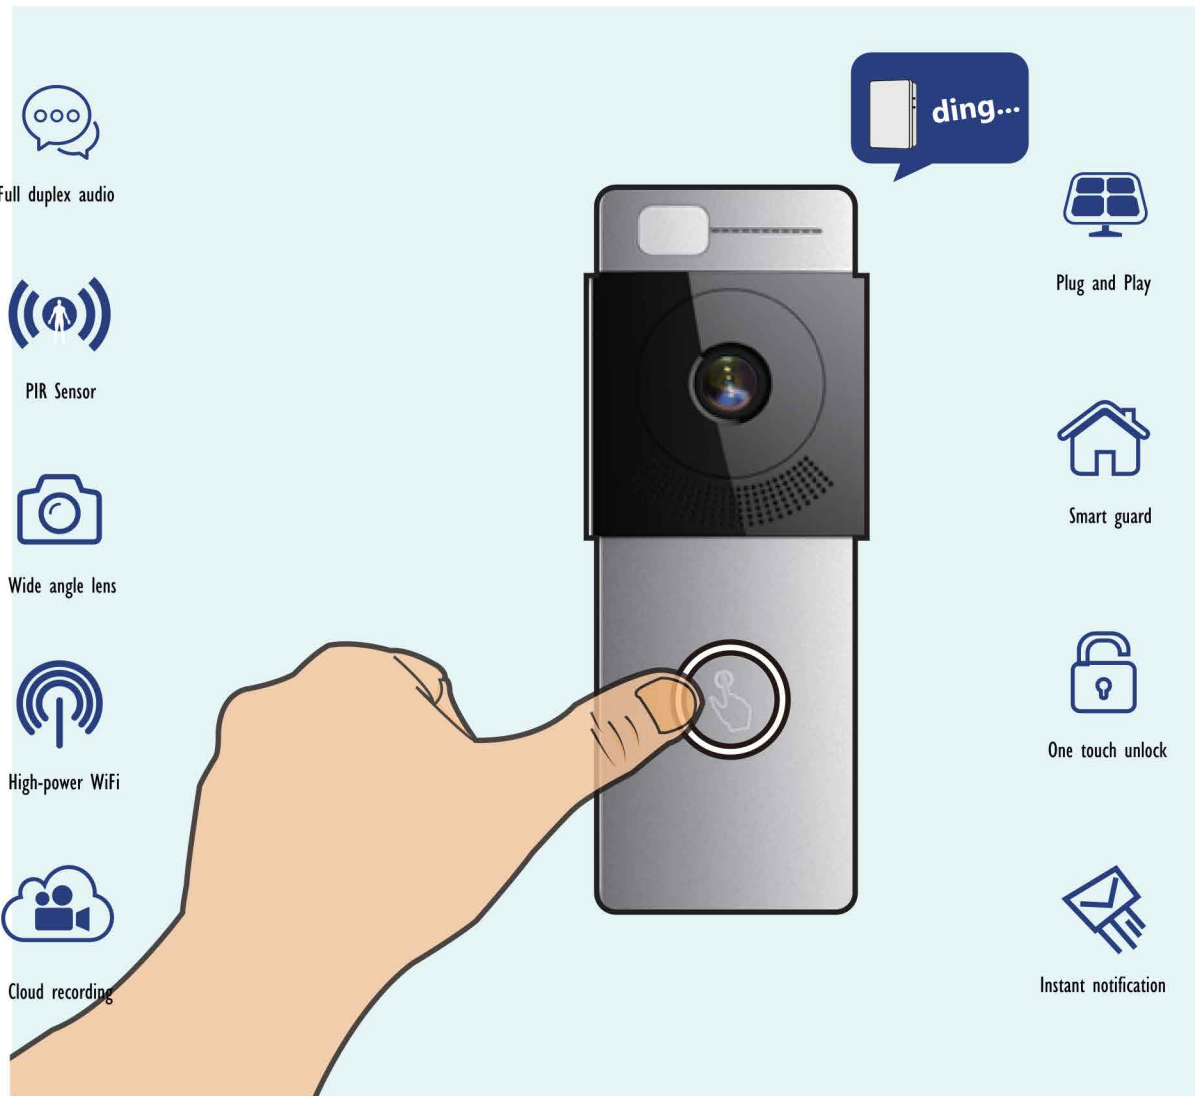 ding...
Full duplex audio
Plug and Play
PIR Sensor
Smart guard
Wide angle lens
One touch unlock
High-power WiFi
Cloud recording
Instant notification